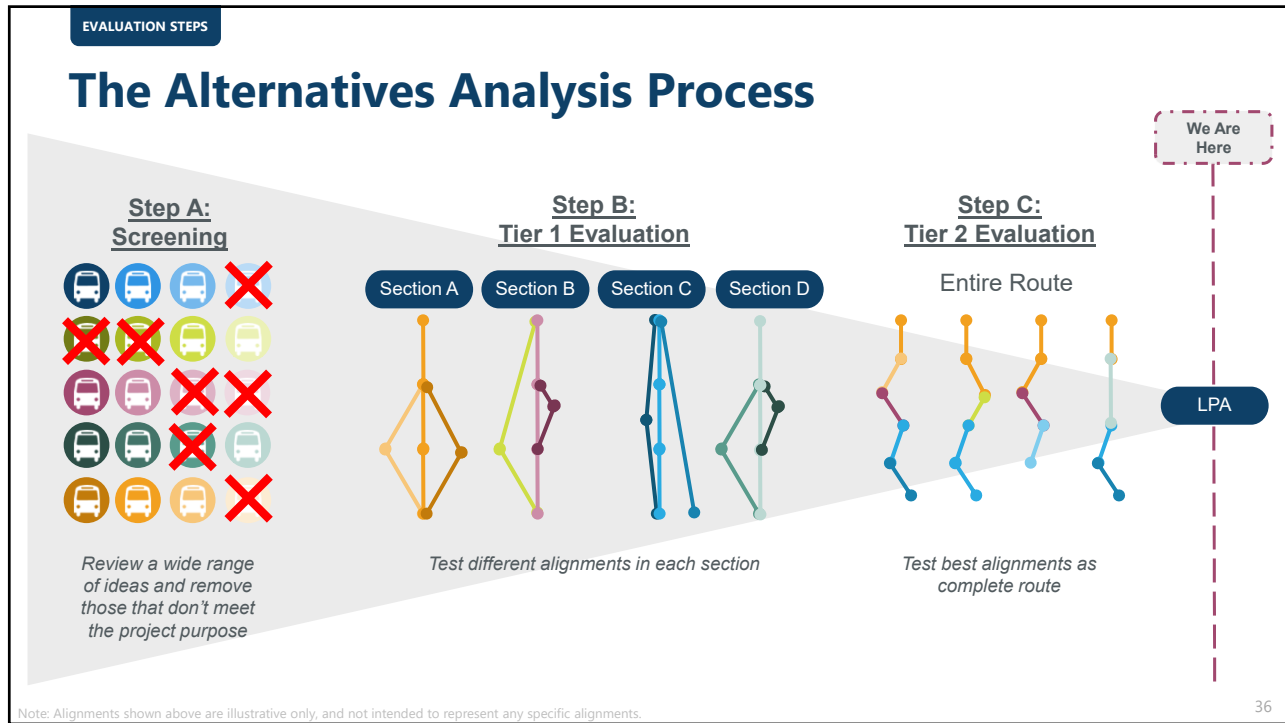 EVALUATION STEPS
The Alternatives Analysis Process
We Are
Here
Step A:
Screening
Step B:
Tier 1 Evaluation
Step C:
Tier 2 Evaluation
Section A
Section B
Section C
Section D
Entire Route
LPA
Review a wide range
of ideas and remove
those that don’t meet
the project purpose
Test different alignments in each section
Test best alignments as
complete route
Note: Alignments shown above are illustrative only, and not intended to represent any specific alignments.
36